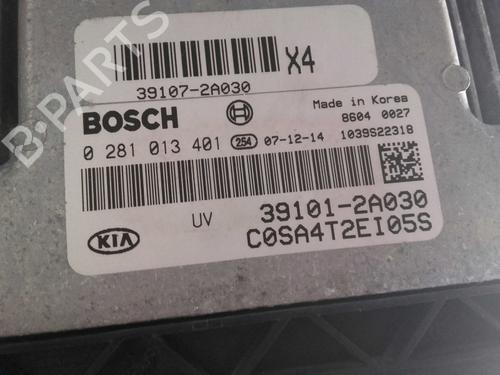 B-PARTS
39107-2A030
X4
BOSCH
Made in Korea
8604 0027
0 281 013 401 254 07-12-14 1039S22318
39101-2A030
UV
KIA
C0SA4T2EI05S